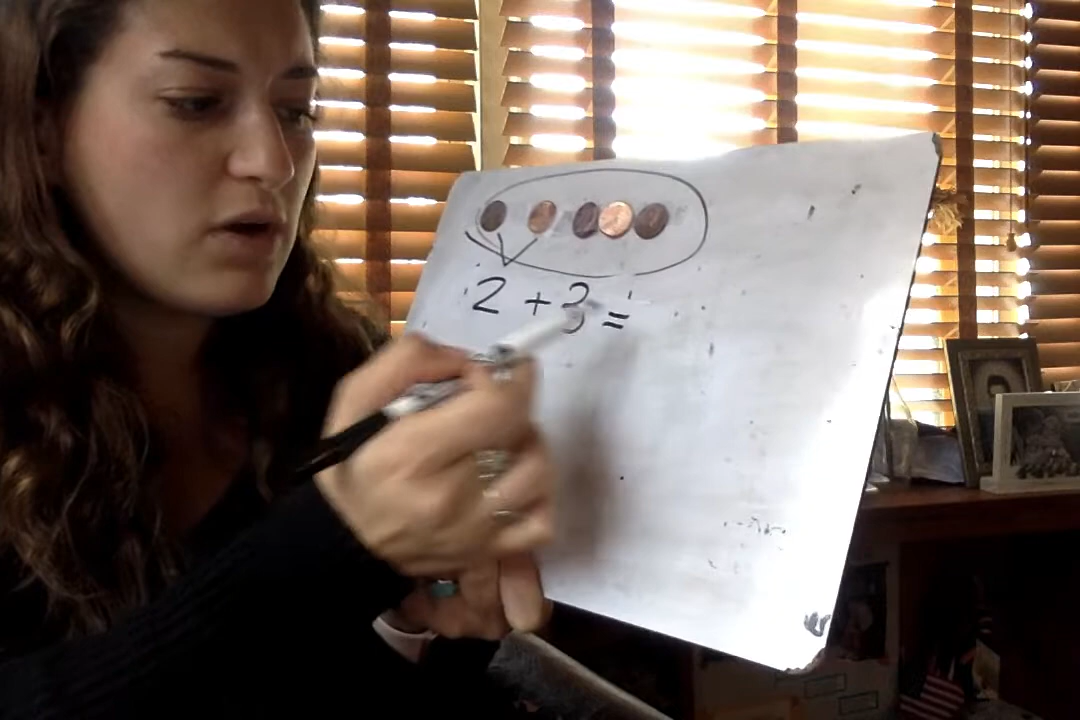 2 + 3 =